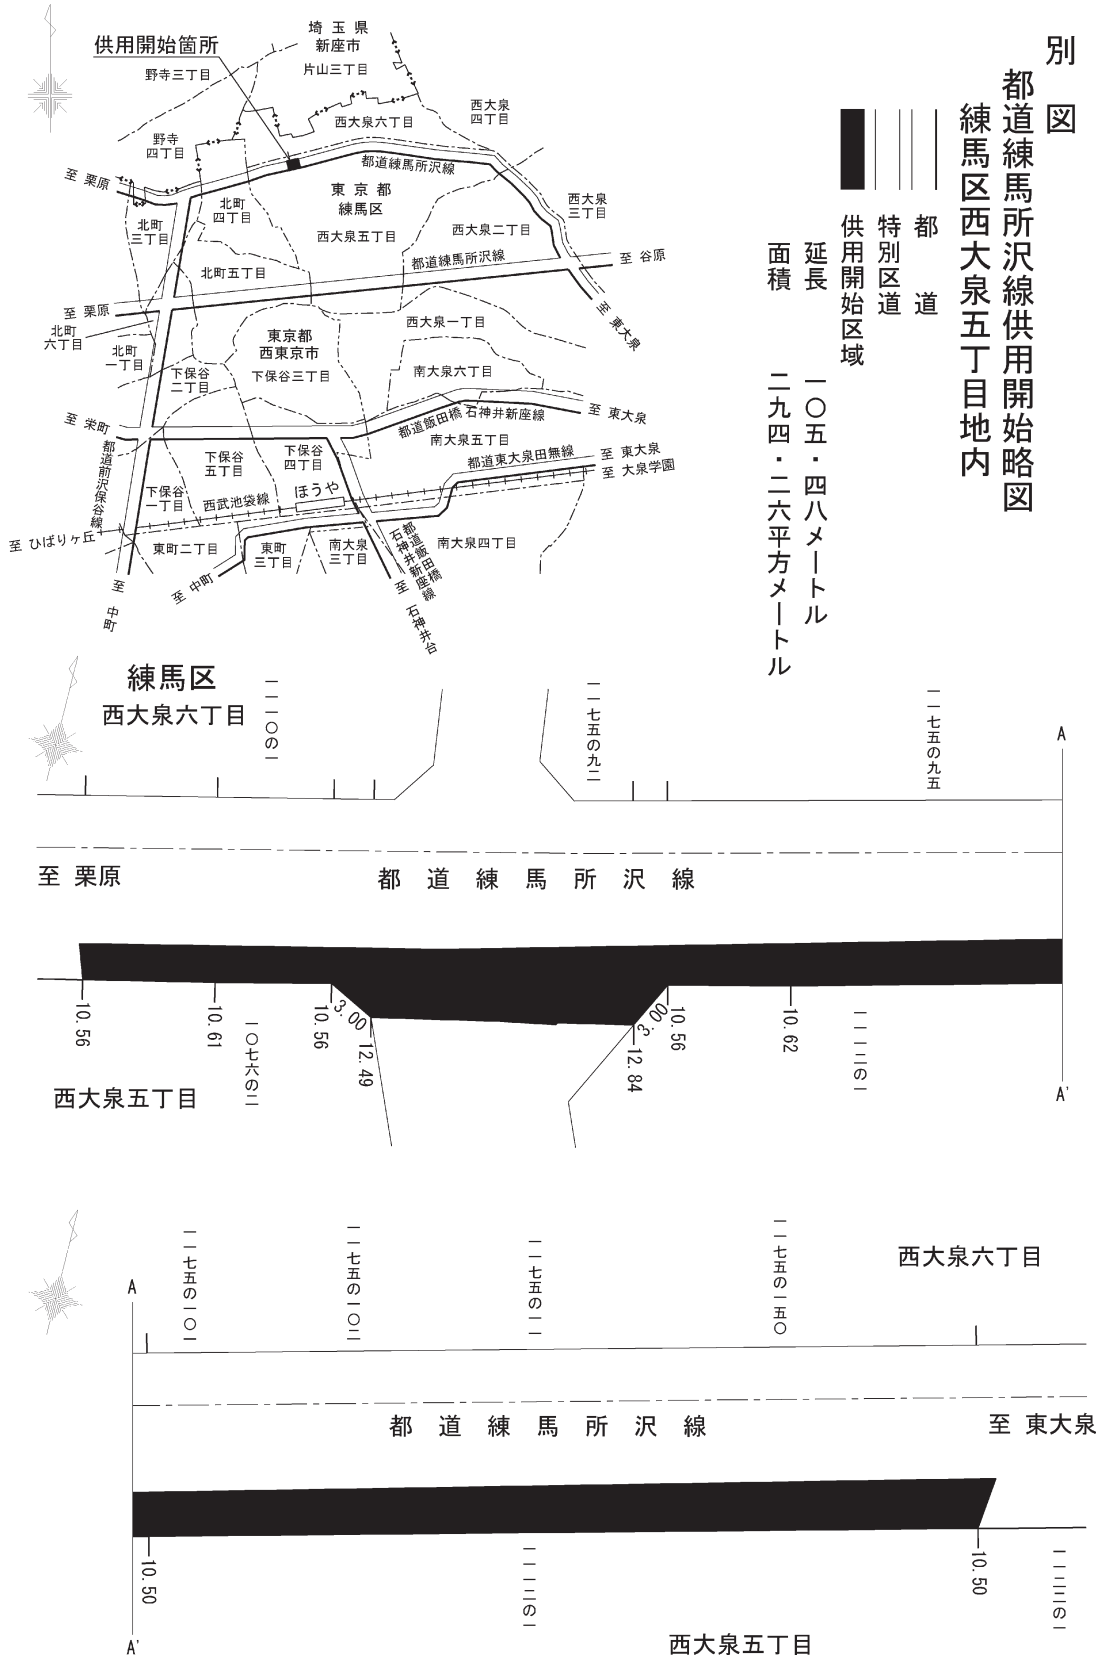 別図
都道練馬所沢線供用開始略図
練馬区西大泉五丁目地内
都道
特別区道
供用開始区域
延長 一〇五・四八メートル
面積 二九四・二六平方メートル
供用開始箇所
埼玉県
新座市
片山三丁目
野寺三丁目
野寺
四丁目
西大泉六丁目
西大泉
四丁目
至 栗原
都道練馬所沢線
北町
三丁目
北町
四丁目
東京都
練馬区
西大泉五丁目
西大泉二丁目
西大泉
三丁目
北町五丁目
都道練馬所沢線
至 谷原
至 東大泉
至 栗原
北町
六丁目
北町
一丁目
東京都
西東京市
下保谷三丁目
下保谷
二丁目
西大泉一丁目
南大泉六丁目
至 栄町
都道飯田橋石神井新座線
至 東大泉
南大泉五丁目
都道前沢保谷線
下保谷
五丁目
下保谷
四丁目
都道東大泉田無線
至 東大泉
至 大泉学園
下保谷
一丁目
西武池袋線
ほうや
至 ひばりヶ丘
東町二丁目
東町
三丁目
南大泉
三丁目
都道飯田橋
石神井新座線
南大泉四丁目
至 中町
至 中町
至 石神井台
練馬区
西大泉六丁目
一一一〇の一
一一七五の九二
一一七五の九五
A
至 栗原
都道練馬所沢線
10.56
10.61
10.56
3.00
12.49
12.84
3.00
10.56
10.62
一〇七六の二
一一一二の一
西大泉五丁目
A'
A
一一七五の一〇一
一一七五の一〇二
一一七五の一一
一一七五の一五〇
西大泉六丁目
都道練馬所沢線
至 東大泉
10.50
一一一二の一
10.50
一一二二の一
A'
西大泉五丁目